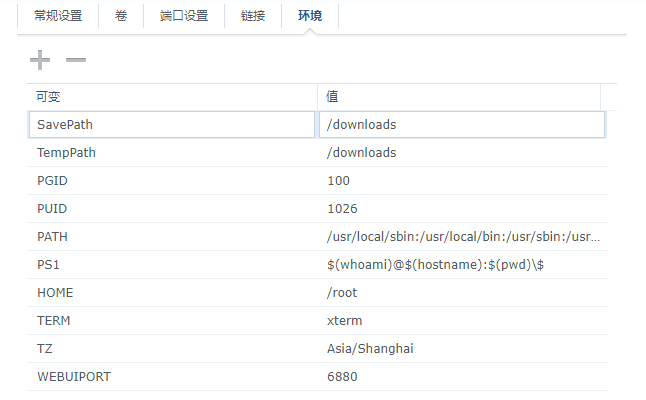 常规设置 卷 端口设置 链接 环境
可变 值
SavePath /downloads
TempPath /downloads
PGID 100
PUID 1026
PATH /usr/local/sbin:/usr/local/bin:/usr/sbin:/usr...
PS1 $(whoami)@$(hostname):$(pwd)\$
HOME /root
TERM xterm
TZ Asia/Shanghai
WEBUIPORT 6880